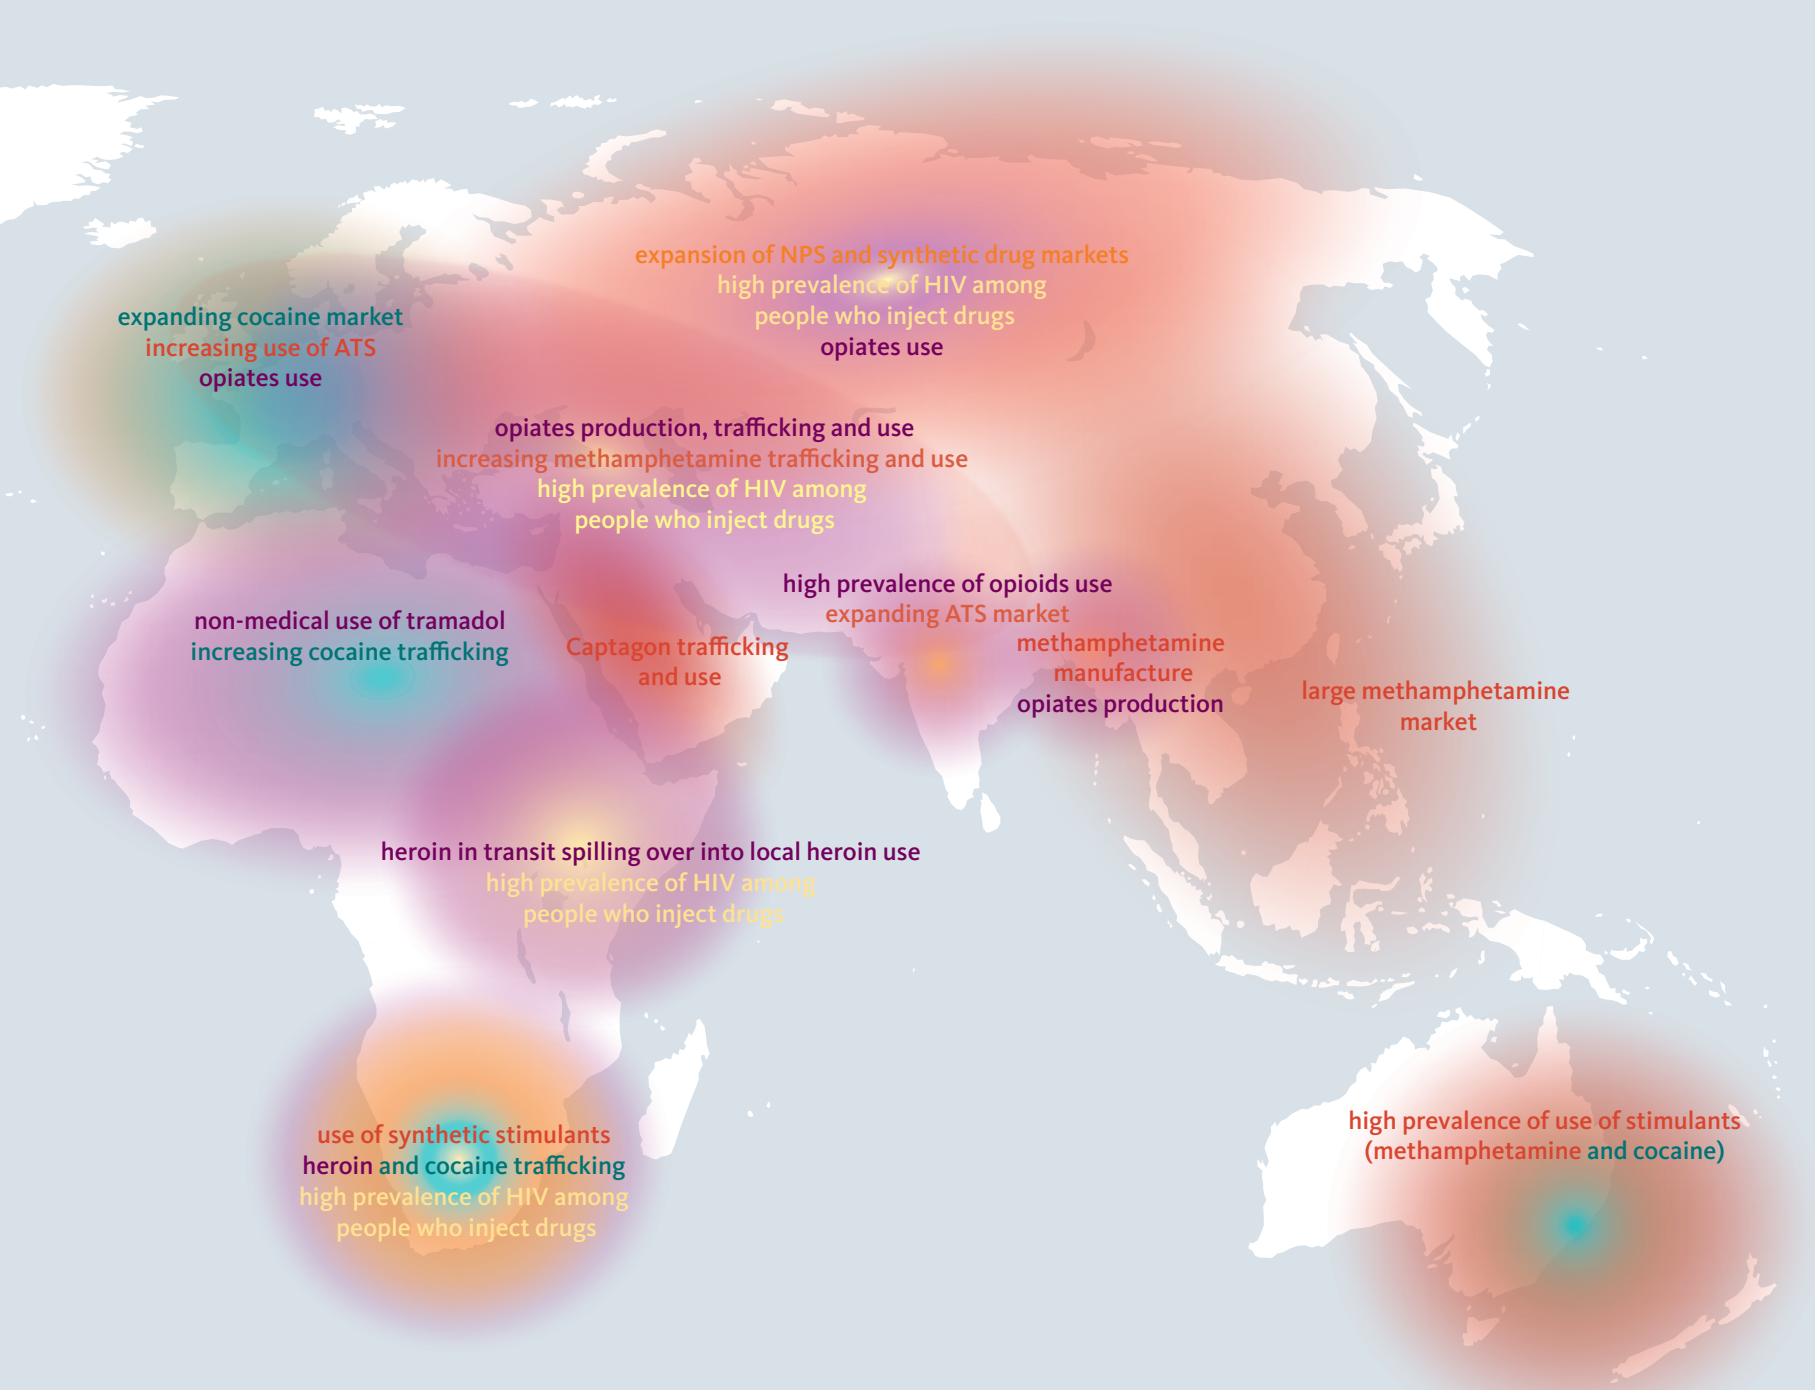 expansion of NPS and synthetic drug markets
high prevalence of HIV among
people who inject drugs
opiates use
expanding cocaine market
increasing use of ATS
opiates use
opiates production, trafficking and use
increasing methamphetamine trafficking and use
high prevalence of HIV among
people who inject drugs
high prevalence of opioids use
expanding ATS market
non-medical use of tramadol
increasing cocaine trafficking
Captagon trafficking
and use
methamphetamine
manufacture
opiates production
large methamphetamine
market
heroin in transit spilling over into local heroin use
high prevalence of HIV among
people who inject drugs
use of synthetic stimulants
heroin and cocaine trafficking
high prevalence of HIV among
people who inject drugs
high prevalence of use of stimulants
(methamphetamine and cocaine)